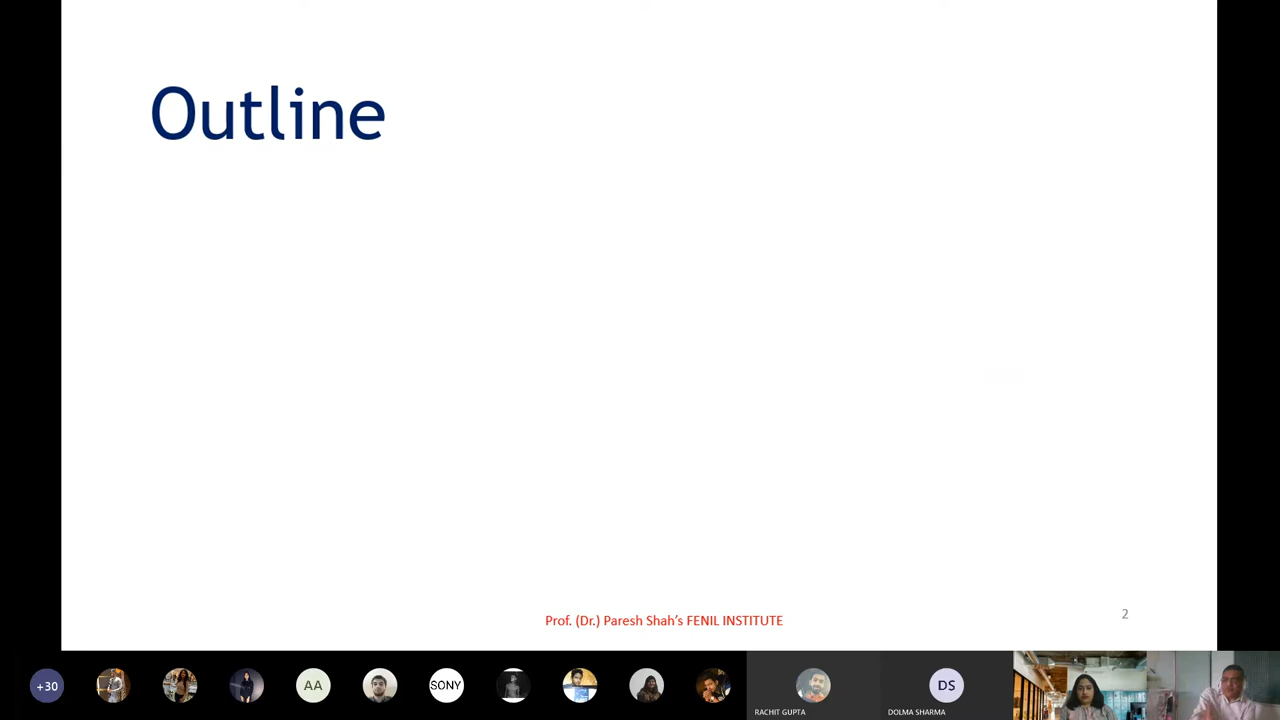 Outline
Prof. (Dr.) Paresh Shah’s FENIL INSTITUTE
2
+30
AA
SONY
RACHIT GUPTA
DS
DOLMA SHARMA